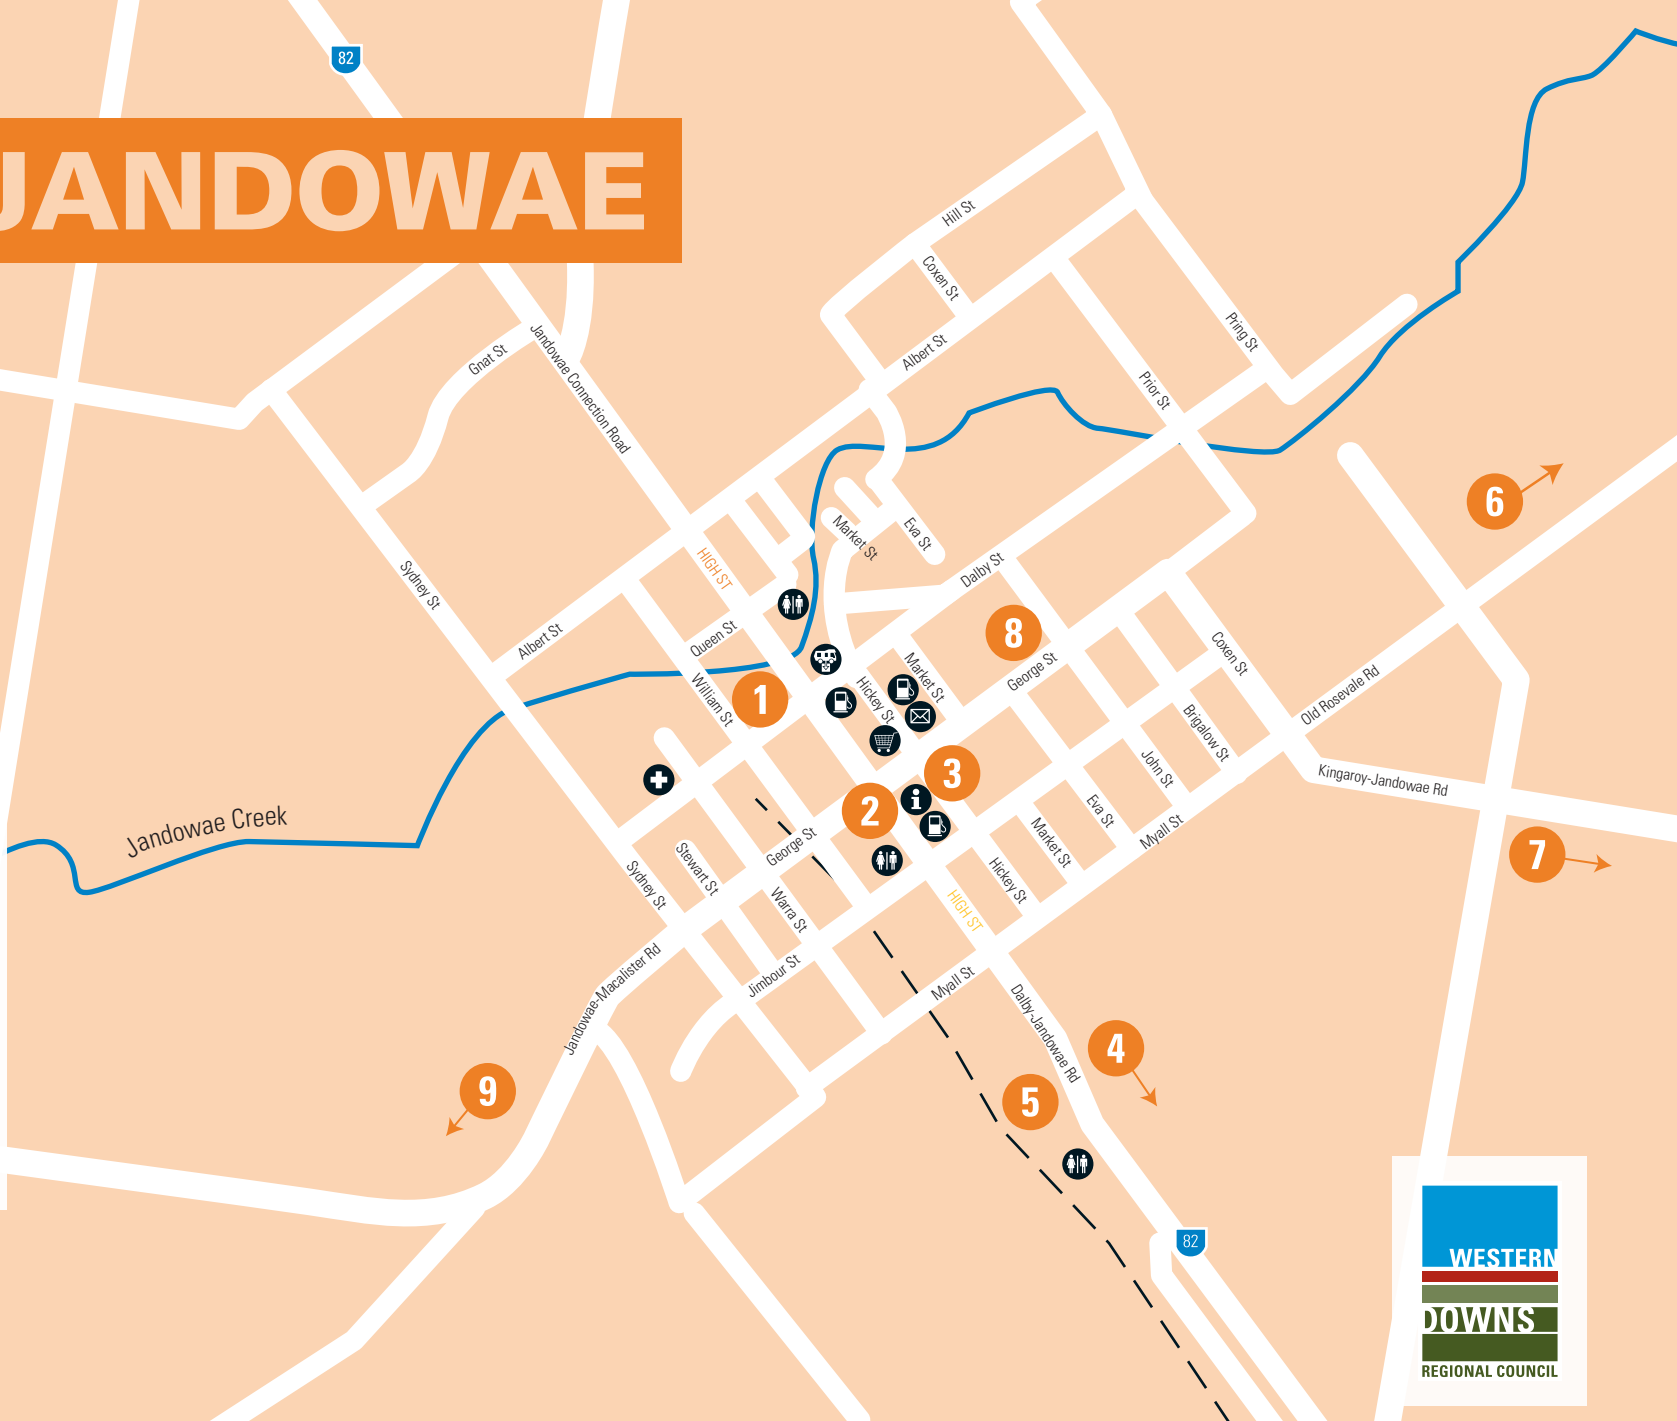 82
JANDOWAE
Hill St
Coxen St
Albert St
Pring St
Gnat St
Jandowae Connection Road
Prior St
6
Eva St
Market St
HIGH ST
Dalby St
Sydney St
Albert St
Queen St
8
George St
Coxen St
Market St
Hickey St
William St
1
Old Rosevale Rd
Brigalow St
John St
Kingaroy-Jandowae Rd
3
2
i
Eva St
Myall St
Market St
Jandowae Creek
George St
Stewart St
Sydney St
Warra St
Hickey St
HIGH ST
7
Jimbour St
Myall St
Jandowae-Macalister Rd
Dalby-Jandowae Rd
4
5
9
82
WESTERN
DOWNS
REGIONAL COUNCIL